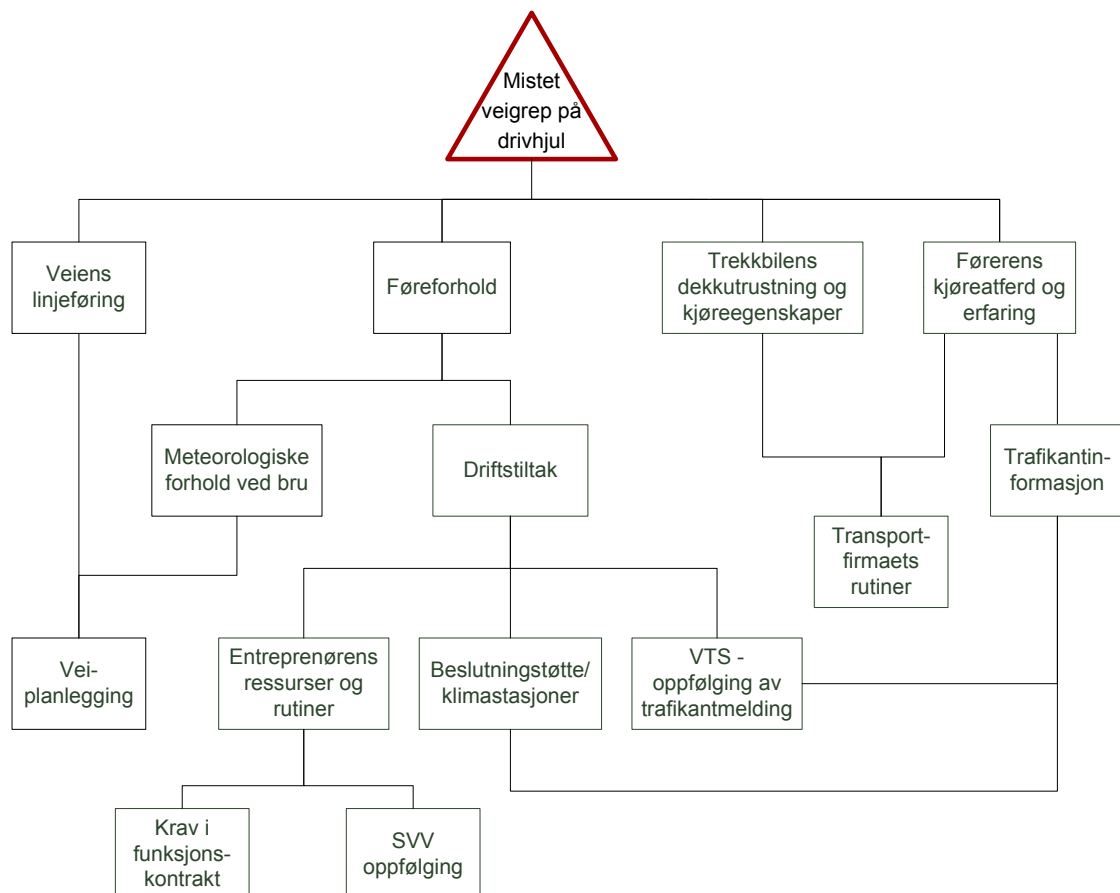 Mistet
veigrep på
drivhjul
Veiens
linjeføring
Føreforhold
Trekkbilens
dekkutrustning og
kjøreegenskaper
Førerens
kjøreatferd og
erfaring
Meteorologiske
forhold ved bru
Driftstiltak
Trafikantin-
formasjon
Transport-
firmaets
rutiner
Vei-
planlegging
Entreprenørens
ressurser og
rutiner
Beslutningstøtte/
klimastasjoner
VTS -
oppfølging av
trafikantmelding
Krav i
funksjons-
kontrakt
SVV
oppfølging